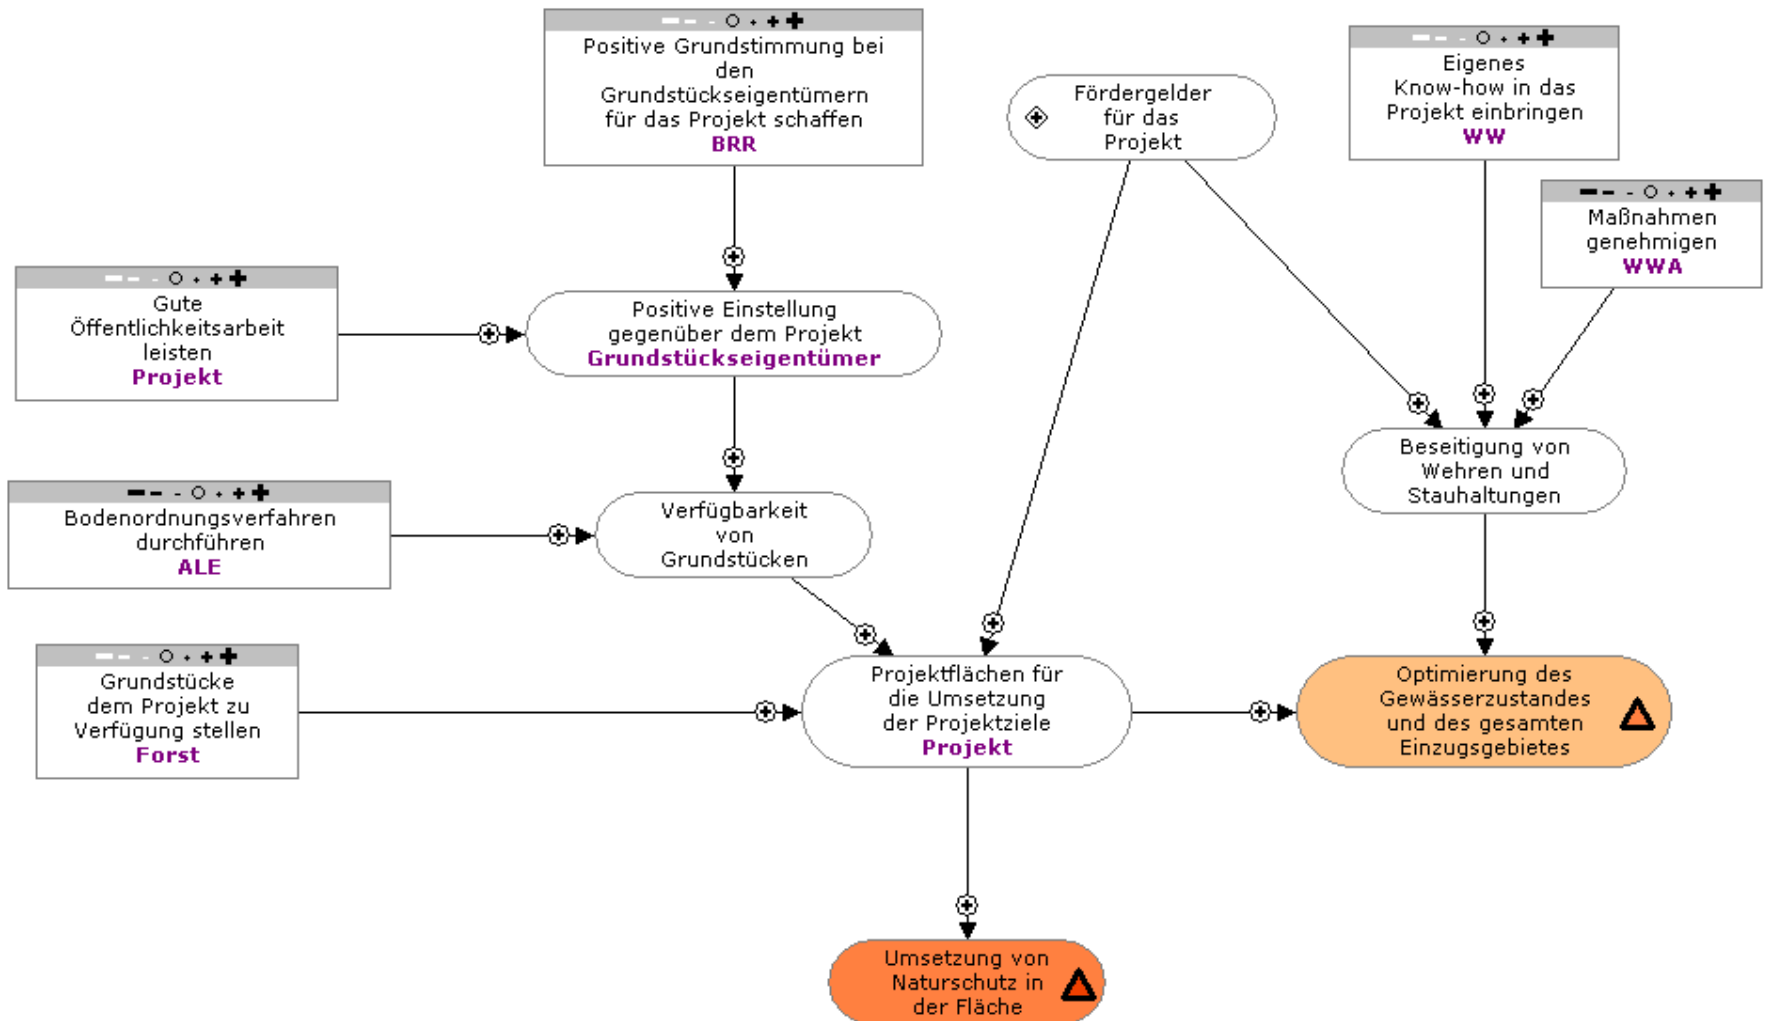 Positive Grundstimmung bei
den
Grundstückseigentümern
für das Projekt schaffen
BRR
Eigenes
Know-how in das
Projekt einbringen
WW
Fördergelder
für das
Projekt
Maßnahmen
genehmigen
WWA
Gute
Öffentlichkeitsarbeit
leisten
Projekt
Positive Einstellung
gegenüber dem Projekt
Grundstückseigentümer
Beseitigung von
Wehren und
Stauhaltungen
Bodenordnungsverfahren
durchführen
ALE
Verfügbarkeit
von
Grundstücken
Grundstücke
dem Projekt zu
Verfügung stellen
Forst
Projektflächen für
die Umsetzung
der Projektziele
Projekt
Optimierung des
Gewässerzustandes
und des gesamten
Einzugsgebietes
Umsetzung von
Naturschutz in
der Fläche